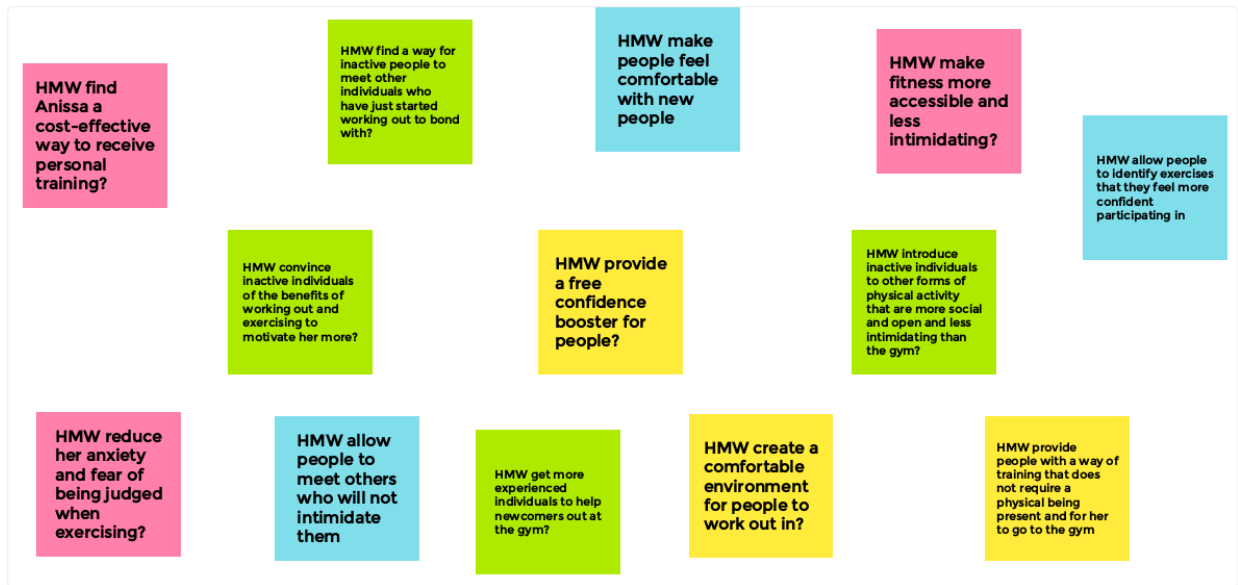 HMW find
Anissa a
cost-effective
way to receive
personal
training?
HMW find a way for
inactive people to
meet other
individuals who
have just started
working out to bond
with?
HMW make
people feel
comfortable
with new
people
HMW make
fitness more
accessible and
less
intimidating?
HMW allow people
to identify exercises
that they feel more
confident
participating in
HMW convince
inactive individuals
of the benefits of
working out and
exercising to
motivate her more?
HMW provide
a free
confidence
booster for
people?
HMW introduce
inactive individuals
to other forms of
physical activity
that are more social
and open and less
intimidating than
the gym?
HMW reduce
her anxiety
and fear of
being judged
when
exercising?
HMW allow
people to
meet others
who will not
intimidate
them
HMW get more
experienced
individuals to help
newcomers out at
the gym?
HMW create a
comfortable
environment
for people to
work out in?
HMW provide
people with a way of
training that does
not require a
physical being
present and for her
to go to the gym